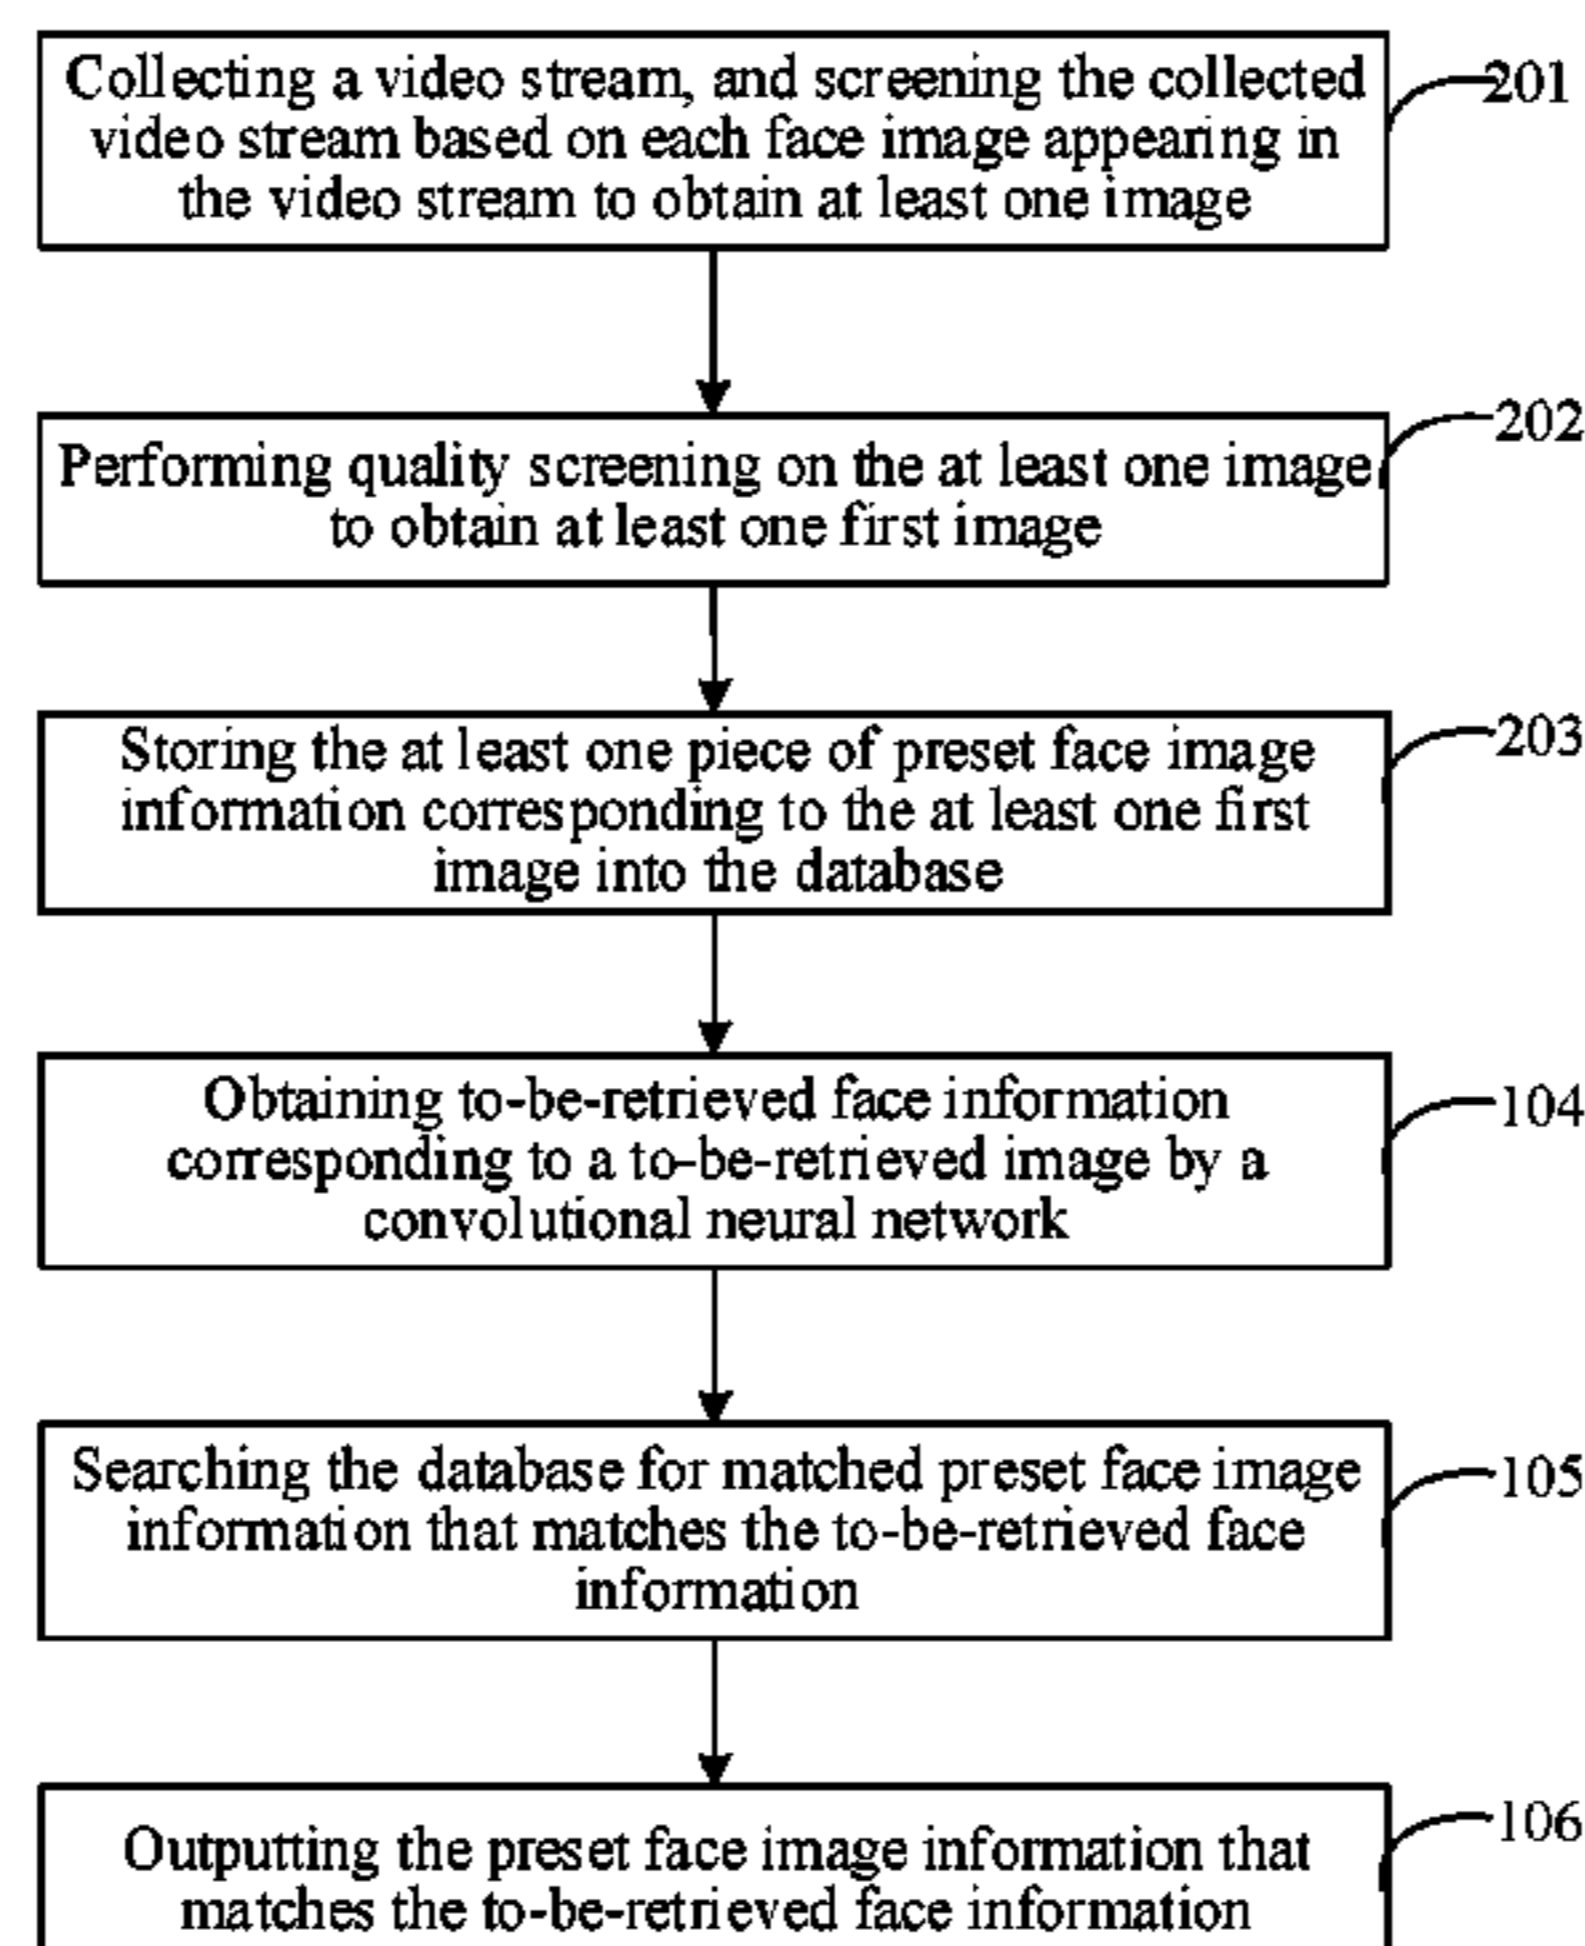 Collecting a video stream, and screening the collected
video stream based on each face image appearing in
the video stream to obtain at least one image
201
Performing quality screening on the at least one image
to obtain at least one first image
202
Storing the at least one piece of preset face image
information corresponding to the at least one first
image into the database
203
Obtaining to-be-retrieved face information
corresponding to a to-be-retrieved image by a
convolutional neural network
104
Searching the database for matched preset face image
information that matches the to-be-retrieved face
information
105
Outputting the preset face image information that
matches the to-be-retrieved face information
106